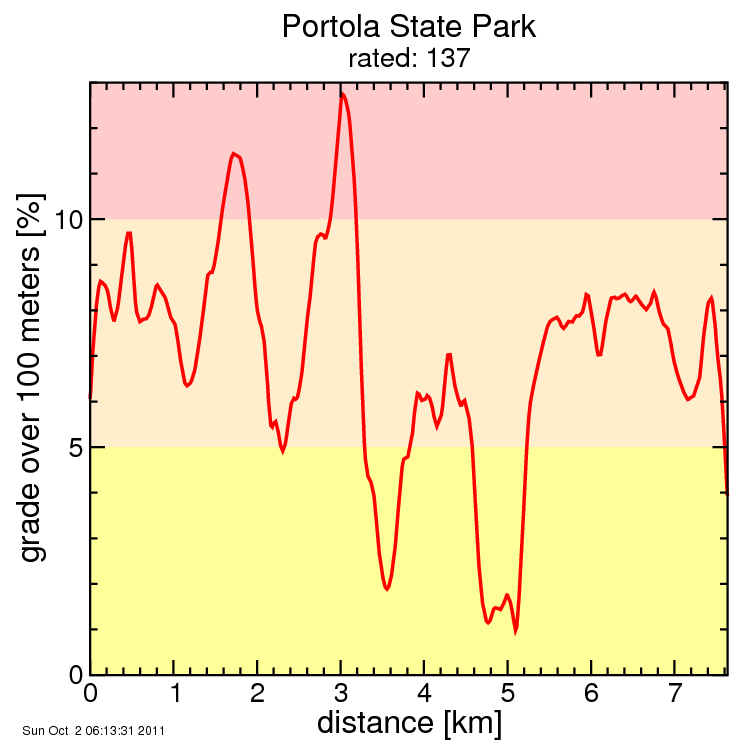 Portola State Park
rated: 137
grade over 100 meters [%]
10
5
0
0 1 2 3 4 5 6 7
distance [km]
Sun Oct 2 06:13:31 2011